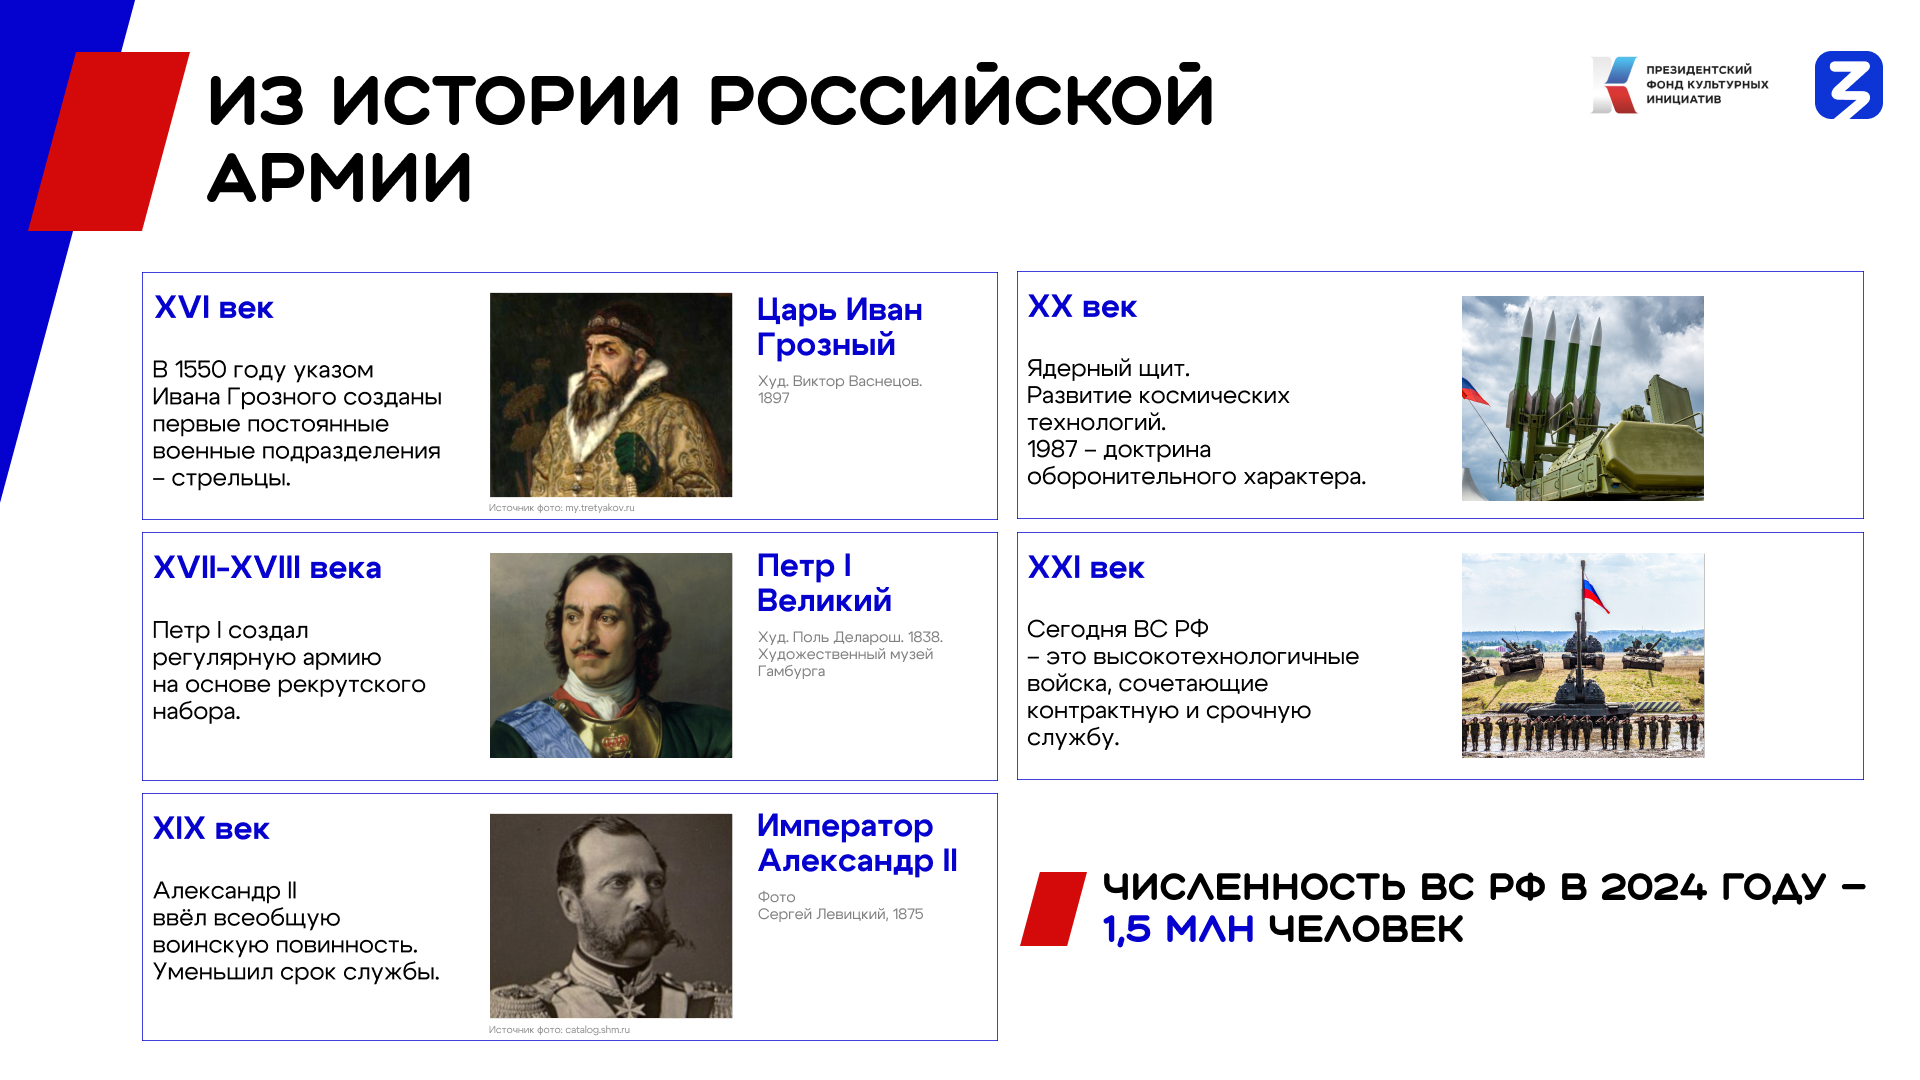 ИЗ ИСТОРИИ РОССИЙСКОЙ
АРМИИ
ПРЕЗИДЕНТСКИЙ
ФОНД КУЛЬТУРНЫХ
ИНИЦИАТИВ
XVI век
В 1550 году указом
Ивана Грозного созданы
первые постоянные
военные подразделения
– стрельцы.
Источник фото: my.tretyakov.ru
Царь Иван
Грозный
Худ. Виктор Васнецов.
1897
XVII-XVIII века
Петр I создал
регулярную армию
на основе рекрутского
набора.
Петр I
Великий
Худ. Поль Деларош. 1838.
Художественный музей
Гамбурга
XIX век
Александр II
ввёл всеобщую
воинскую повинность.
Уменьшил срок службы.
Источник фото: catalog.shm.ru
Император
Александр II
Фото
Сергей Левицкий, 1875
XX век
Ядерный щит.
Развитие космических
технологий.
1987 – доктрина
оборонительного характера.
XXI век
Сегодня ВС РФ
– это высокотехнологичные
войска, сочетающие
контрактную и срочную
службу.
ЧИСЛЕННОСТЬ ВС РФ В 2024 ГОДУ –
1,5 МЛН ЧЕЛОВЕК